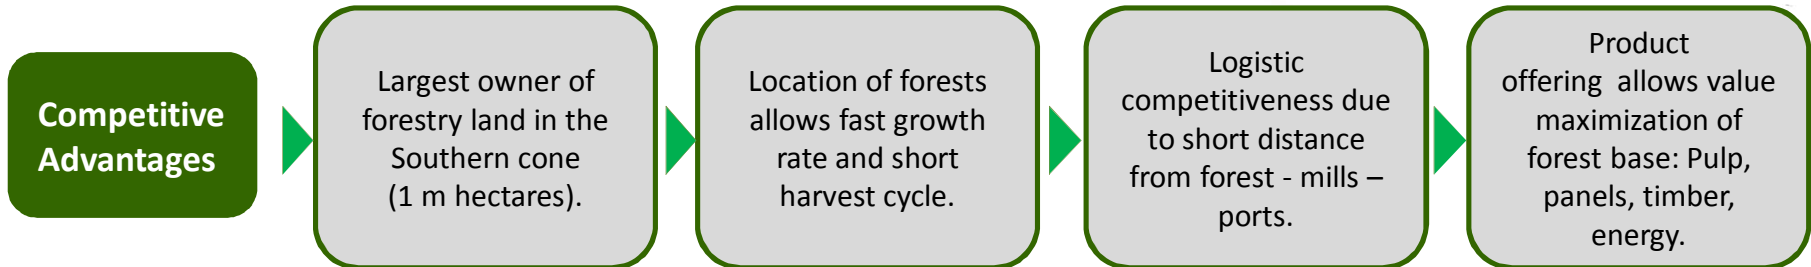 Competitive
Advantages
Largest owner of
forestry land in the
Southern cone
(1 m hectares).
Location of forests
allows fast growth
rate and short
harvest cycle.
Logistic
competitiveness due
to short distance
from forest - mills –
ports.
Product
offering  allows value
maximization of
forest base: Pulp,
panels, timber,
energy.